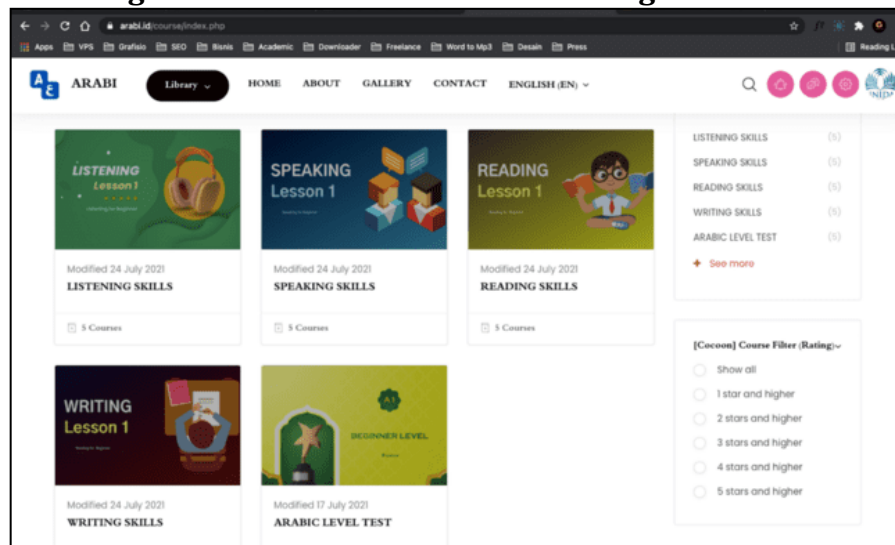 arabi.id/course/index.php
Apps VPS Grafisio SEO Bisnis Academic Downloader Freelance Word to Mp3 Desain Press Reading L
ARABI Library HOME ABOUT GALLERY CONTACT ENGLISH (EN)
LISTENING
Lesson 1
SPEAKING
Lesson 1
READING
Lesson 1
Modified 24 July 2021
LISTENING SKILLS
5 Courses
Modified 24 July 2021
SPEAKING SKILLS
5 Courses
Modified 24 July 2021
READING SKILLS
5 Courses
WRITING
Lesson 1
A1
BEGINNER LEVEL
Modified 24 July 2021
WRITING SKILLS
Modified 17 July 2021
ARABIC LEVEL TEST
LISTENING SKILLS (5)
SPEAKING SKILLS (5)
READING SKILLS (5)
WRITING SKILLS (5)
ARABIC LEVEL TEST (5)
See more
[Cocoon] Course Filter (Rating)
Show all
1 star and higher
2 stars and higher
3 stars and higher
4 stars and higher
5 stars and higher